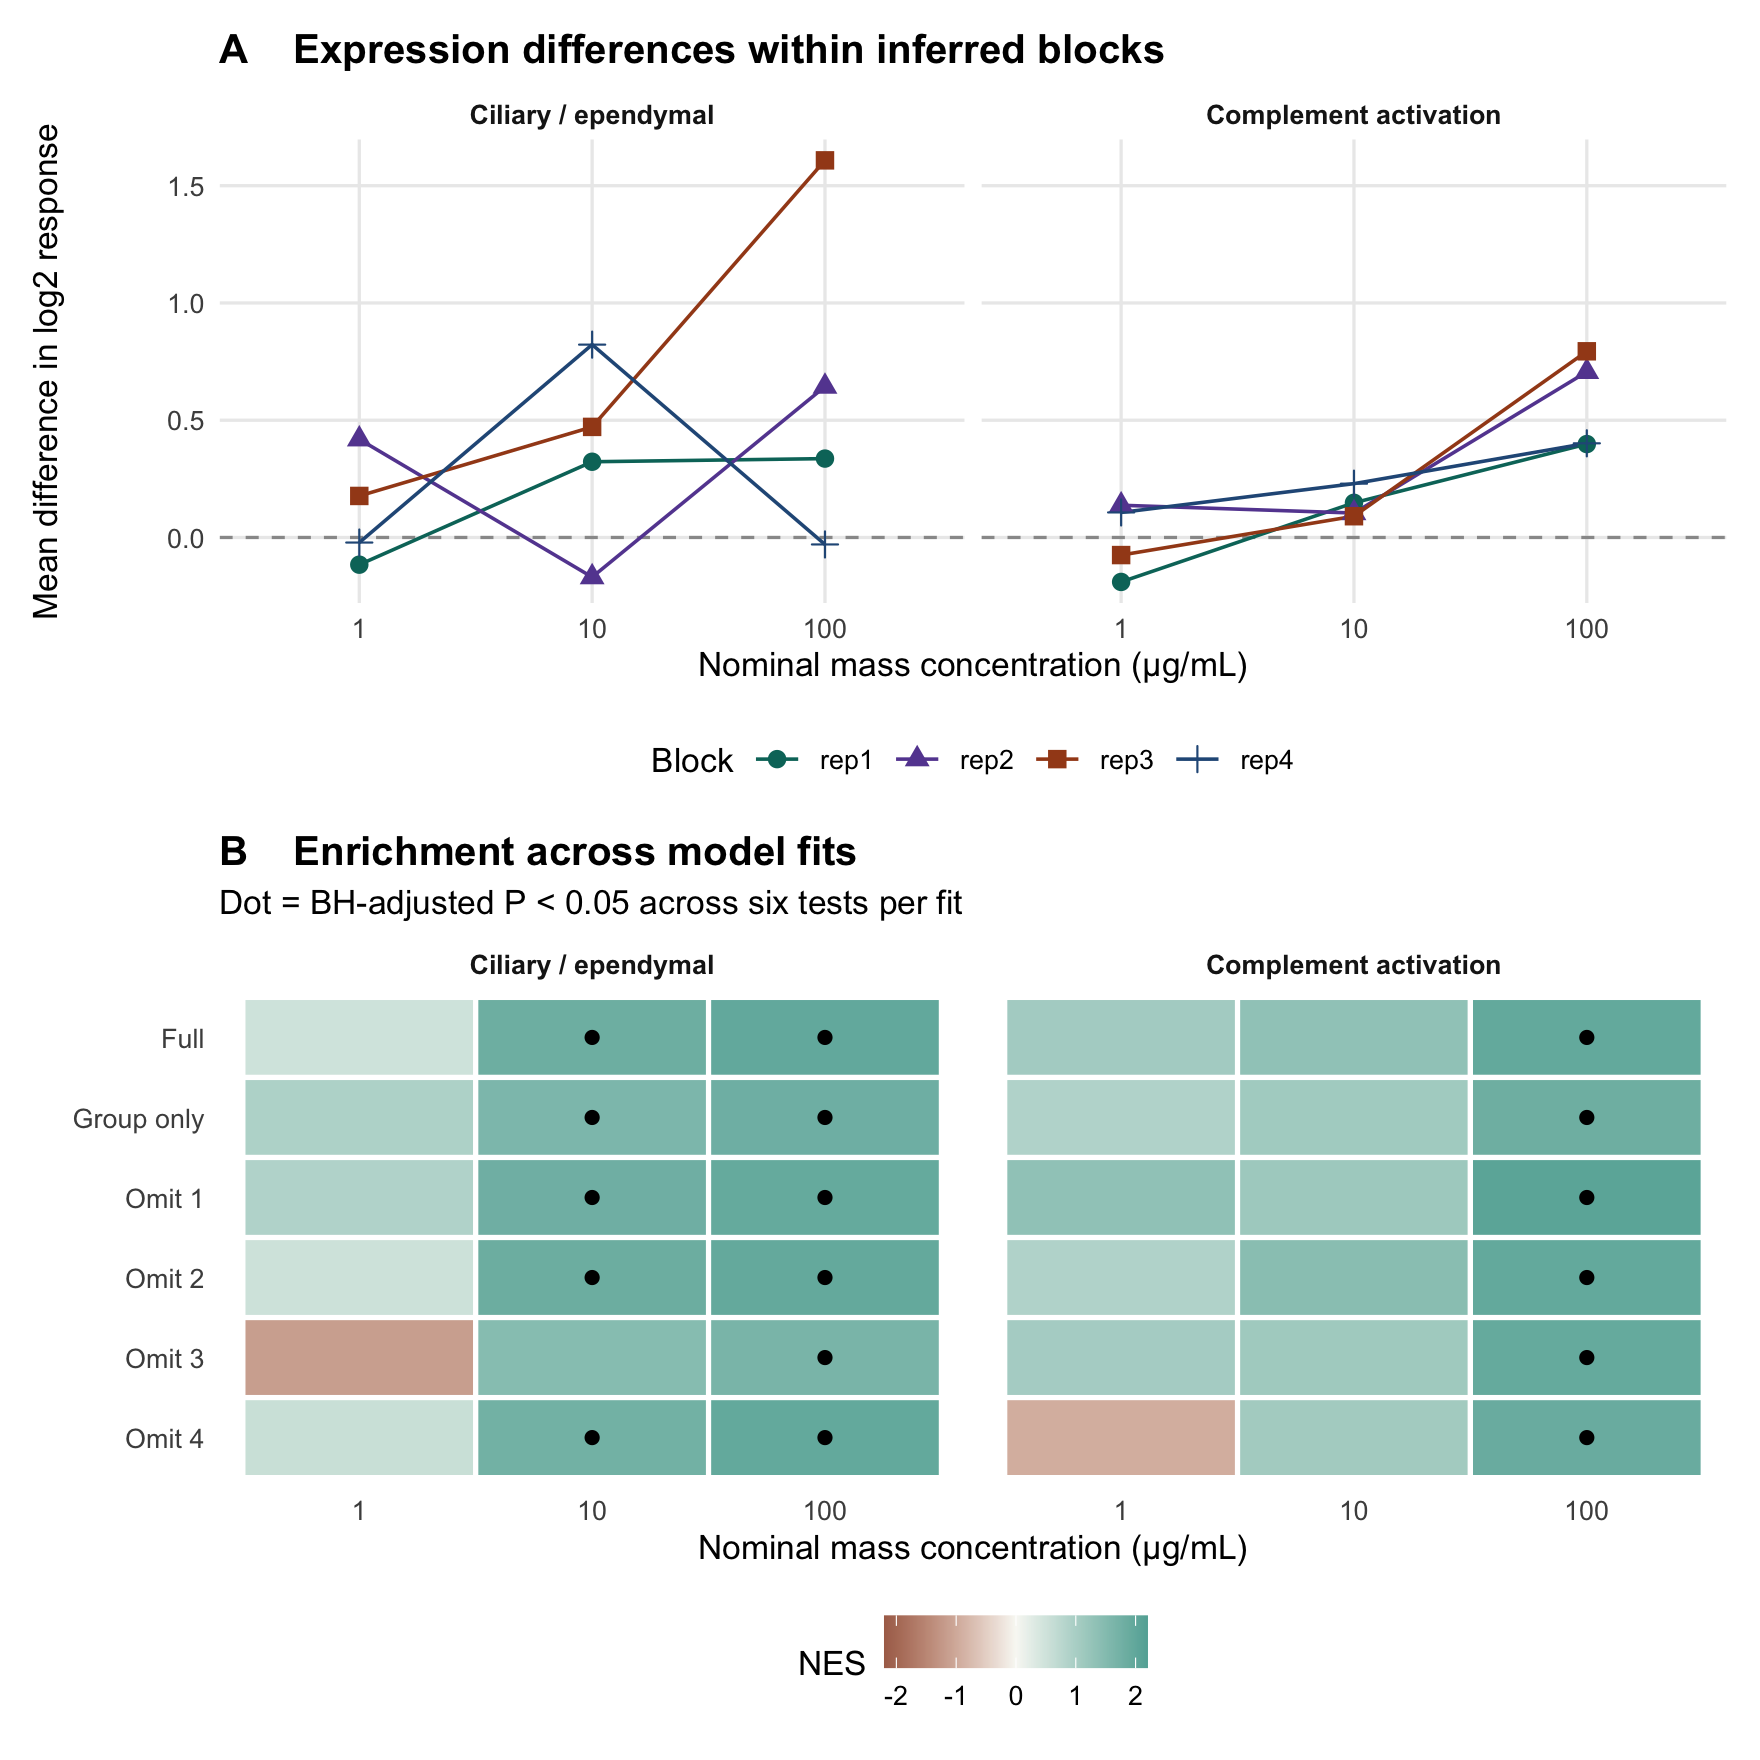 A Expression differences within inferred blocks
Ciliary / ependymal
Complement activation
Mean difference in log2 response
1.5
1.0
0.5
0.0
1 10 100
1 10 100
Nominal mass concentration (µg/mL)
Block rep1 rep2 rep3 rep4
B Enrichment across model fits
Dot = BH-adjusted P < 0.05 across six tests per fit
Ciliary / ependymal
Complement activation
Full
Group only
Omit 1
Omit 2
Omit 3
Omit 4
1 10 100
1 10 100
Nominal mass concentration (µg/mL)
NES
-2 -1 0 1 2